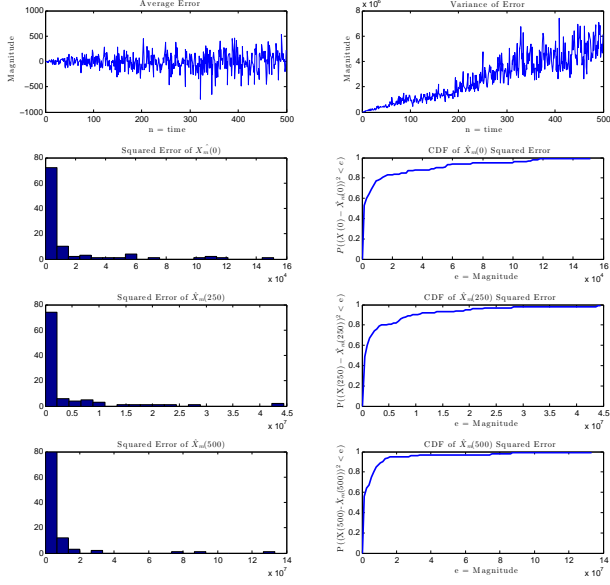 Average Error
Magnitude
1000
500
0
−500
−1000
0 100 200 300 400 500
n = time
Variance of Error
x 10^6
Magnitude
8
6
4
2
0
0 100 200 300 400 500
n = time
Squared Error of X̂_m(0)
80
60
40
20
0
0 2 4 6 8 10 12 14 16
x 10^4
CDF of X̂_m(0) Squared Error
P((X(0) − X̂_m(0))^2 < e)
1
0.8
0.6
0.4
0.2
0
0 2 4 6 8 10 12 14 16
x 10^4
e = Magnitude
Squared Error of X̂_m(250)
80
60
40
20
0
0 0.5 1 1.5 2 2.5 3 3.5 4 4.5
x 10^7
CDF of X̂_m(250) Squared Error
P((X(250) − X̂_m(250))^2 < e)
1
0.8
0.6
0.4
0.2
0
0 0.5 1 1.5 2 2.5 3 3.5 4 4.5
x 10^7
e = Magnitude
Squared Error of X̂_m(500)
80
60
40
20
0
0 2 4 6 8 10 12 14
x 10^7
CDF of X̂_m(500) Squared Error
P((X(500)-X̂_m(500))^2 < e)
1
0.8
0.6
0.4
0.2
0
0 2 4 6 8 10 12 14
x 10^7
e = Magnitude